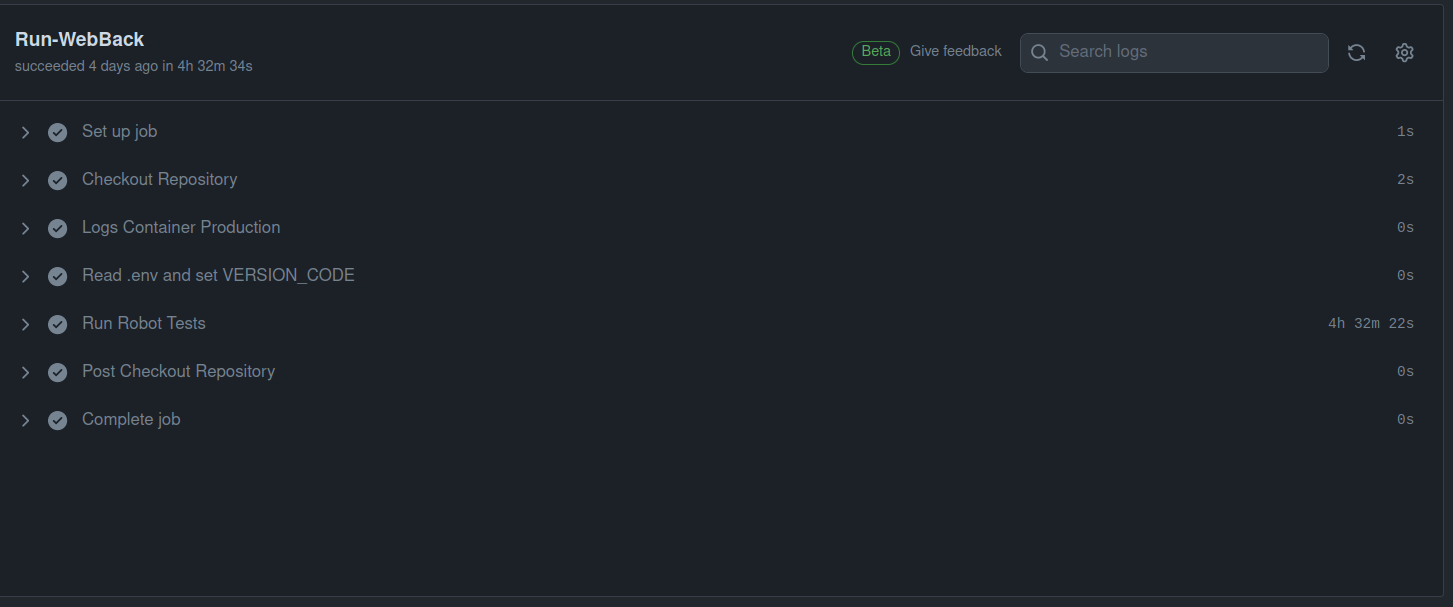 Run-WebBack
succeeded 4 days ago in 4h 32m 34s
Beta Give feedback Search logs
Set up job 1s
Checkout Repository 2s
Logs Container Production 0s
Read .env and set VERSION_CODE 0s
Run Robot Tests 4h 32m 22s
Post Checkout Repository 0s
Complete job 0s